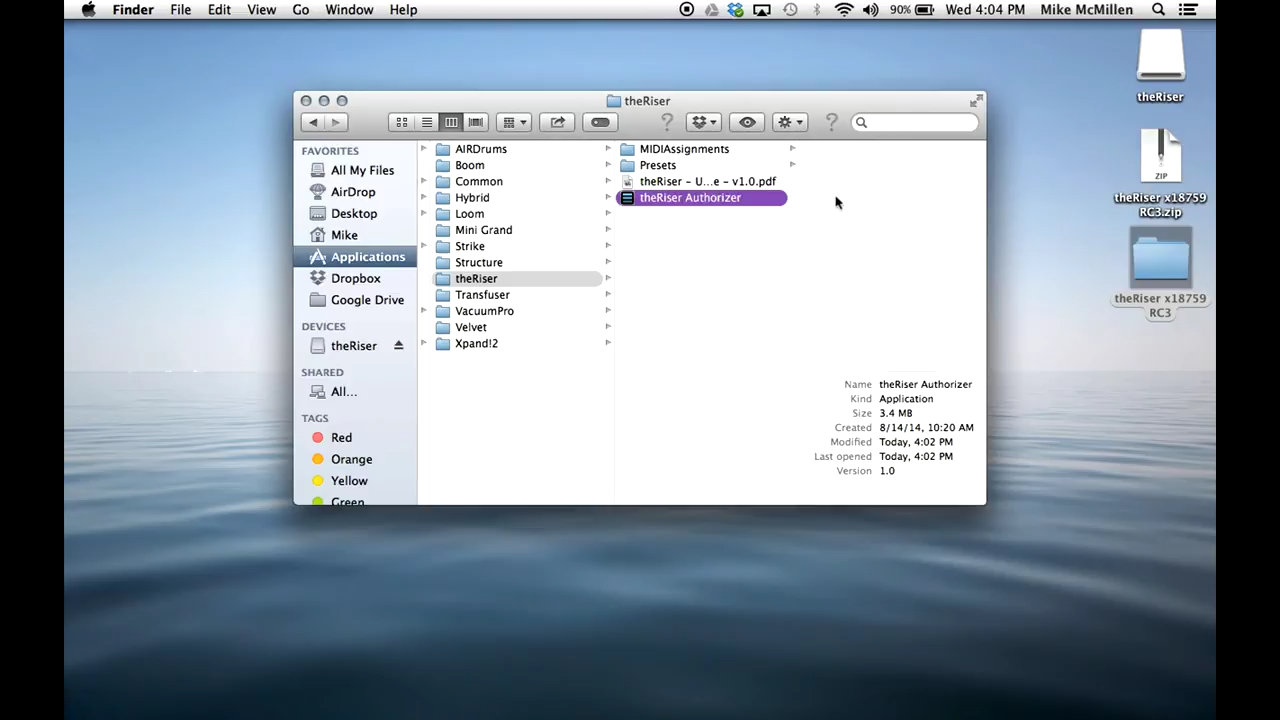 Finder File Edit View Go Window Help 90% Wed 4:04 PM Mike McMillen
theRiser
ZIP
theRiser x18759
RC3.zip
theRiser x18759
RC3
theRiser
? ?
FAVORITES
All My Files
AirDrop
Desktop
Mike
Applications
Dropbox
Google Drive
DEVICES
theRiser
SHARED
All...
TAGS
Red
Orange
Yellow
Green
AIRDrums
Boom
Common
Hybrid
Loom
Mini Grand
Strike
Structure
theRiser
Transfuser
VacuumPro
Velvet
Xpand!2
MIDIAssignments
Presets
theRiser – U...e – v1.0.pdf
theRiser Authorizer
Name theRiser Authorizer
Kind Application
Size 3.4 MB
Created 8/14/14, 10:20 AM
Modified Today, 4:02 PM
Last opened Today, 4:02 PM
Version 1.0